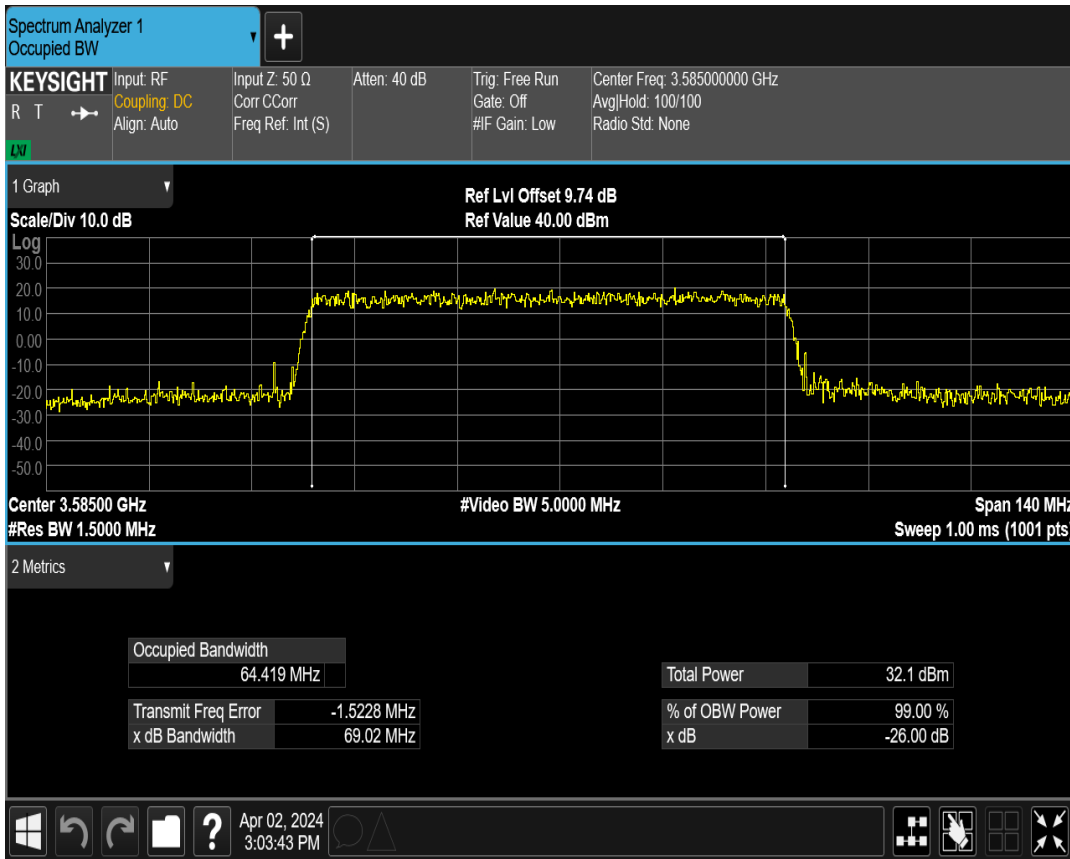 Spectrum Analyzer 1
Occupied BW
+
KEYSIGHT
R T
LXI
Input: RF
Coupling: DC
Align: Auto
Input Z: 50 Ω
Corr CCorr
Freq Ref: Int (S)
Atten: 40 dB
Trig: Free Run
Gate: Off
#IF Gain: Low
Center Freq: 3.585000000 GHz
Avg|Hold: 100/100
Radio Std: None
1 Graph
Scale/Div 10.0 dB
Ref Lvl Offset 9.74 dB
Ref Value 40.00 dBm
Log
30.0
20.0
10.0
0.00
-10.0
-20.0
-30.0
-40.0
-50.0
Center 3.58500 GHz
#Video BW 5.0000 MHz
Span 140 MHz
#Res BW 1.5000 MHz
Sweep 1.00 ms (1001 pts)
2 Metrics
Occupied Bandwidth
64.419 MHz
Transmit Freq Error -1.5228 MHz
x dB Bandwidth 69.02 MHz
Total Power 32.1 dBm
% of OBW Power 99.00 %
x dB -26.00 dB
?
Apr 02, 2024
3:03:43 PM